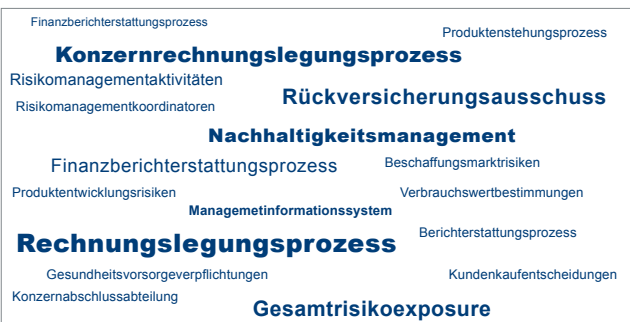 Finanzberichterstattungsprozess
Produktenstehungsprozess
Konzernrechnungslegungsprozess
Risikomanagementaktivitäten
Rückversicherungsausschuss
Risikomanagementkoordinatoren
Nachhaltigkeitsmanagement
Finanzberichterstattungsprozess
Beschaffungsmarktrisiken
Produktentwicklungsrisiken
Verbrauchswertbestimmungen
Managemetinformationssystem
Rechnungslegungsprozess
Berichterstattungsprozess
Gesundheitsvorsorgeverpflichtungen
Kundenkaufentscheidungen
Konzernabschlussabteilung
Gesamtrisikoexposure